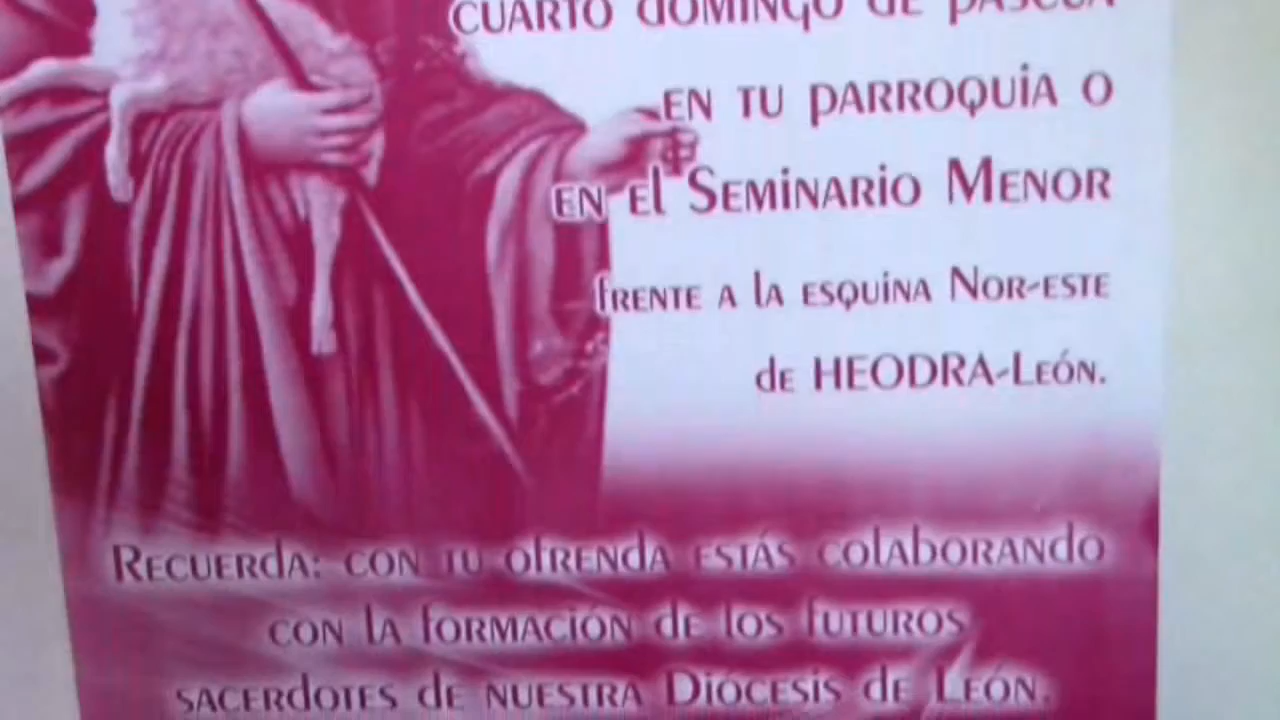 CUARTO DOMINGO DE PASCUA
EN TU PARROQUIA O
EN EL SEMINARIO MENOR
FRENTE A LA ESQUINA NOR-ESTE
DE HEODRA-LEÓN.
RECUERDA: CON TU OFRENDA ESTÁS COLABORANDO
CON LA FORMACIÓN DE LOS FUTUROS
SACERDOTES DE NUESTRA DIÓCESIS DE LEÓN.